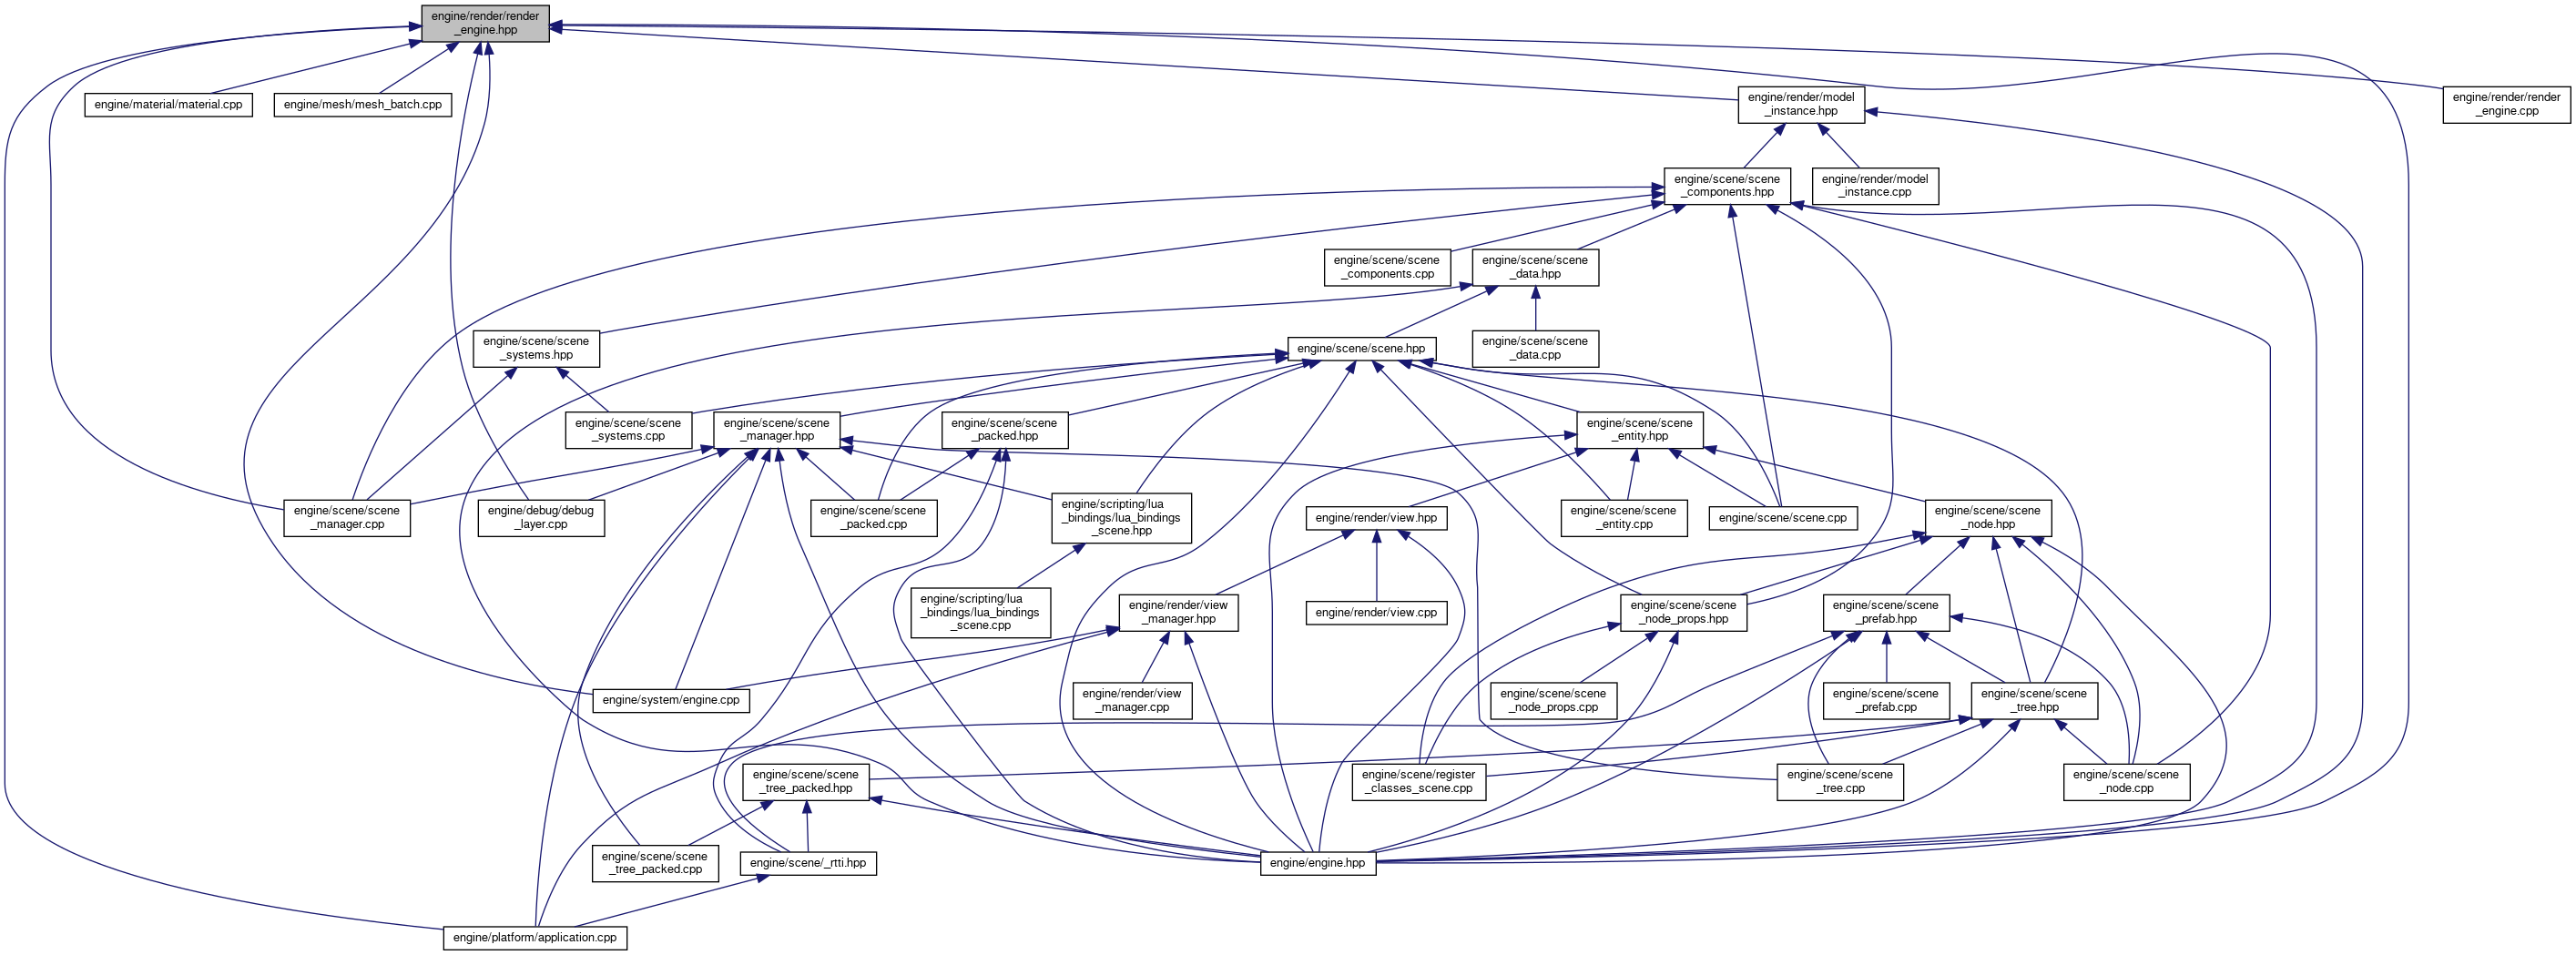 engine/render/render
_engine.hpp
engine/material/material.cpp
engine/mesh/mesh_batch.cpp
engine/render/model
_instance.hpp
engine/render/render
_engine.cpp
engine/scene/scene
_components.hpp
engine/render/model
_instance.cpp
engine/scene/scene
_components.cpp
engine/scene/scene
_data.hpp
engine/scene/scene
_systems.hpp
engine/scene/scene.hpp
engine/scene/scene
_data.cpp
engine/scene/scene
_systems.cpp
engine/scene/scene
_manager.hpp
engine/scene/scene
_packed.hpp
engine/scene/scene
_entity.hpp
engine/scene/scene
_manager.cpp
engine/debug/debug
_layer.cpp
engine/scene/scene
_packed.cpp
engine/scripting/lua
_bindings/lua_bindings
_scene.hpp
engine/render/view.hpp
engine/scene/scene
_entity.cpp
engine/scene/scene.cpp
engine/scene/scene
_node.hpp
engine/scripting/lua
_bindings/lua_bindings
_scene.cpp
engine/render/view
_manager.hpp
engine/render/view.cpp
engine/scene/scene
_node_props.hpp
engine/scene/scene
_prefab.hpp
engine/system/engine.cpp
engine/render/view
_manager.cpp
engine/scene/scene
_node_props.cpp
engine/scene/scene
_prefab.cpp
engine/scene/scene
_tree.hpp
engine/scene/scene
_tree_packed.hpp
engine/scene/register
_classes_scene.cpp
engine/scene/scene
_tree.cpp
engine/scene/scene
_node.cpp
engine/scene/scene
_tree_packed.cpp
engine/scene/_rtti.hpp
engine/engine.hpp
engine/platform/application.cpp